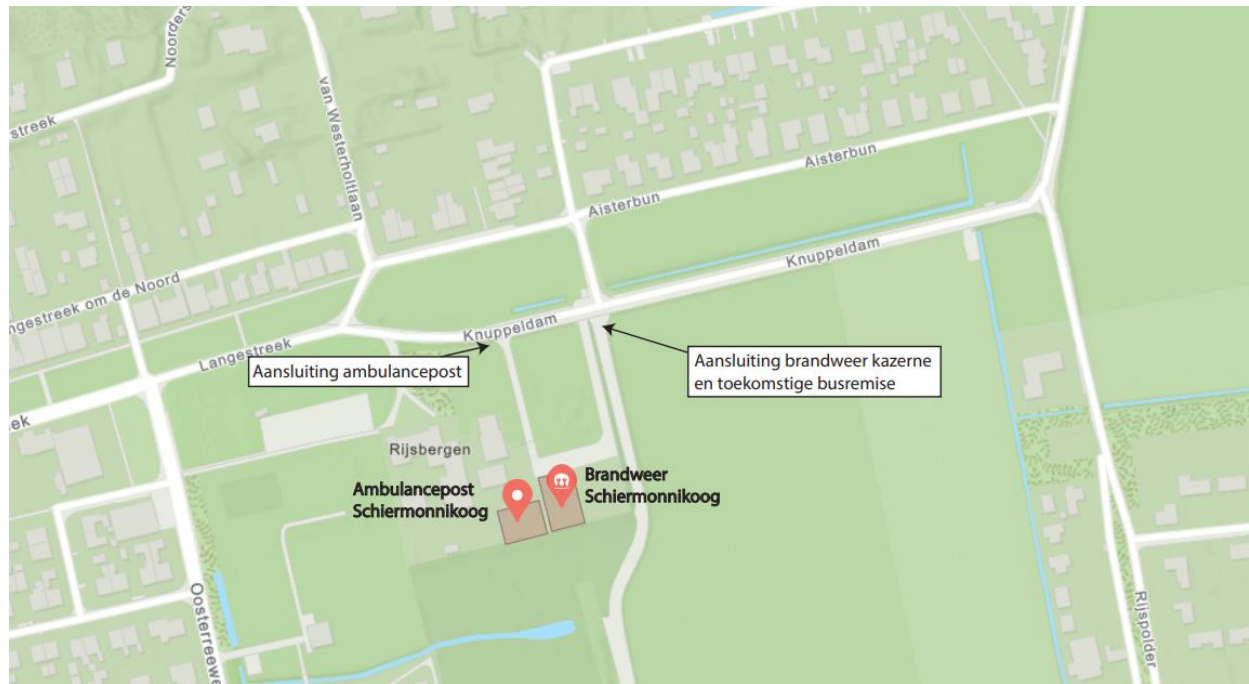 Noorders
streek
van Westerholtlaan
Aisterbun
Aisterbun
ngestreek om de Noord
Knuppeldam
Knuppeldam
Langestreek
Aansluiting ambulancepost
Aansluiting brandweer kazerne
en toekomstige busremise
ek
Rijsbergen
Ambulancepost
Schiermonnikoog
Brandweer
Schiermonnikoog
Oosterreewe
Rijspolder